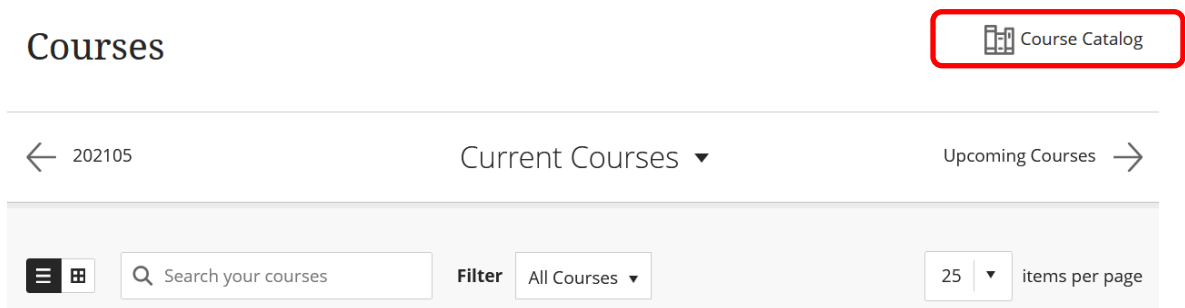 Courses
Course Catalog
202105
Current Courses
Upcoming Courses
Search your courses
Filter
All Courses
25
items per page